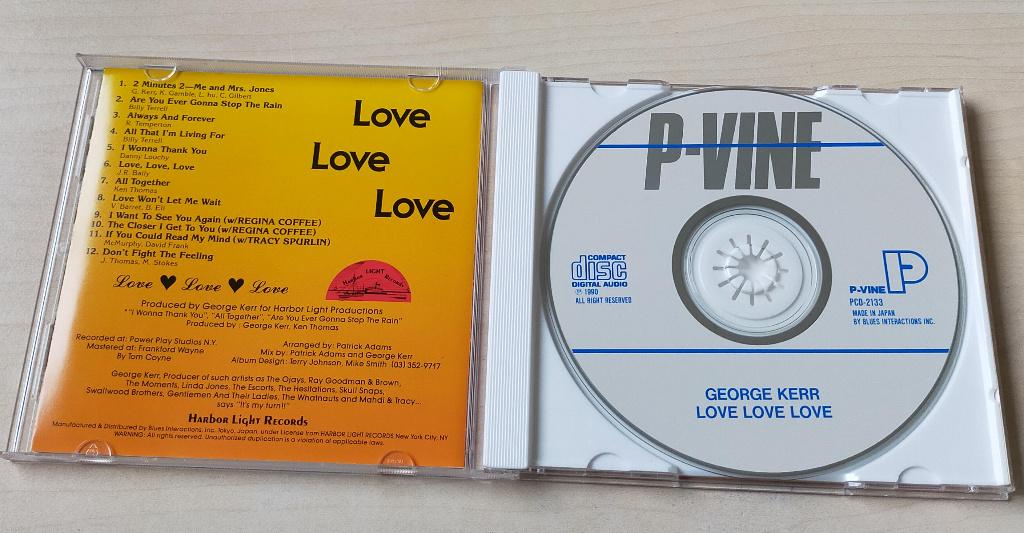 1. 2 Minutes 2—Me and Mrs. Jones
G. Kerr, K. Gamble, L. hu, C. Gilbert
2. Are You Ever Gonna Stop The Rain
Billy Terrell
3. Always And Forever
R. Temperton
4. All That I'm Living For
Billy Terrell
5. I Wonna Thank You
Danny Louchy
6. Love, Love, Love
J.R. Baily
7. All Together
Ken Thomas
8. Love Won't Let Me Wait
V. Barret, B. Eli
9. I Want To See You Again (w/REGINA COFFEE)
10. The Closer I Get To You (w/REGINA COFFEE)
11. If You Could Read My Mind (w/TRACY SPURLIN)
McMurphy, David Frank
12. Don't Fight The Feeling
J. Thomas, M. Stokes
Love
Love
Love
Love ♥ Love ♥ Love
Harbor LIGHT Records
Produced by George Kerr for Harbor Light Productions
*"I Wonna Thank You", "All Together", "Are You Ever Gonna Stop The Rain"
Produced by : George Kerr, Ken Thomas
Recorded at: Power Play Studios N.Y.
Mastered at: Frankford Wayne
By Tom Coyne
Arranged by: Patrick Adams
Mix by: Patrick Adams and George Kerr
Album Design: Terry Johnson, Mike Smith (03) 352-9717
George Kerr, Producer of such artists as The Ojays, Ray Goodman & Brown,
The Moments, Linda Jones, The Escorts, The Hesitations, Skull Snaps,
Swallwood Brothers, Gentlemen And Their Ladies, The Whatnauts and Mahdi & Tracy...
says "It's my turn!!"
Harbor Light Records
Manufactured & Distributed by Blues Interactions, Inc. Tokyo, Japan, under License from HARBOR LIGHT RECORDS, New York City, NY
WARNING: All rights reserved. Unauthorized duplication is a violation of applicable laws.
P-VINE
COMPACT
disc
DIGITAL AUDIO
Ⓟ 1990
ALL RIGHT RESERVED
P-VINE P
PCD-2133
MADE IN JAPAN
BY BLUES INTERACTIONS INC.
GEORGE KERR
LOVE LOVE LOVE